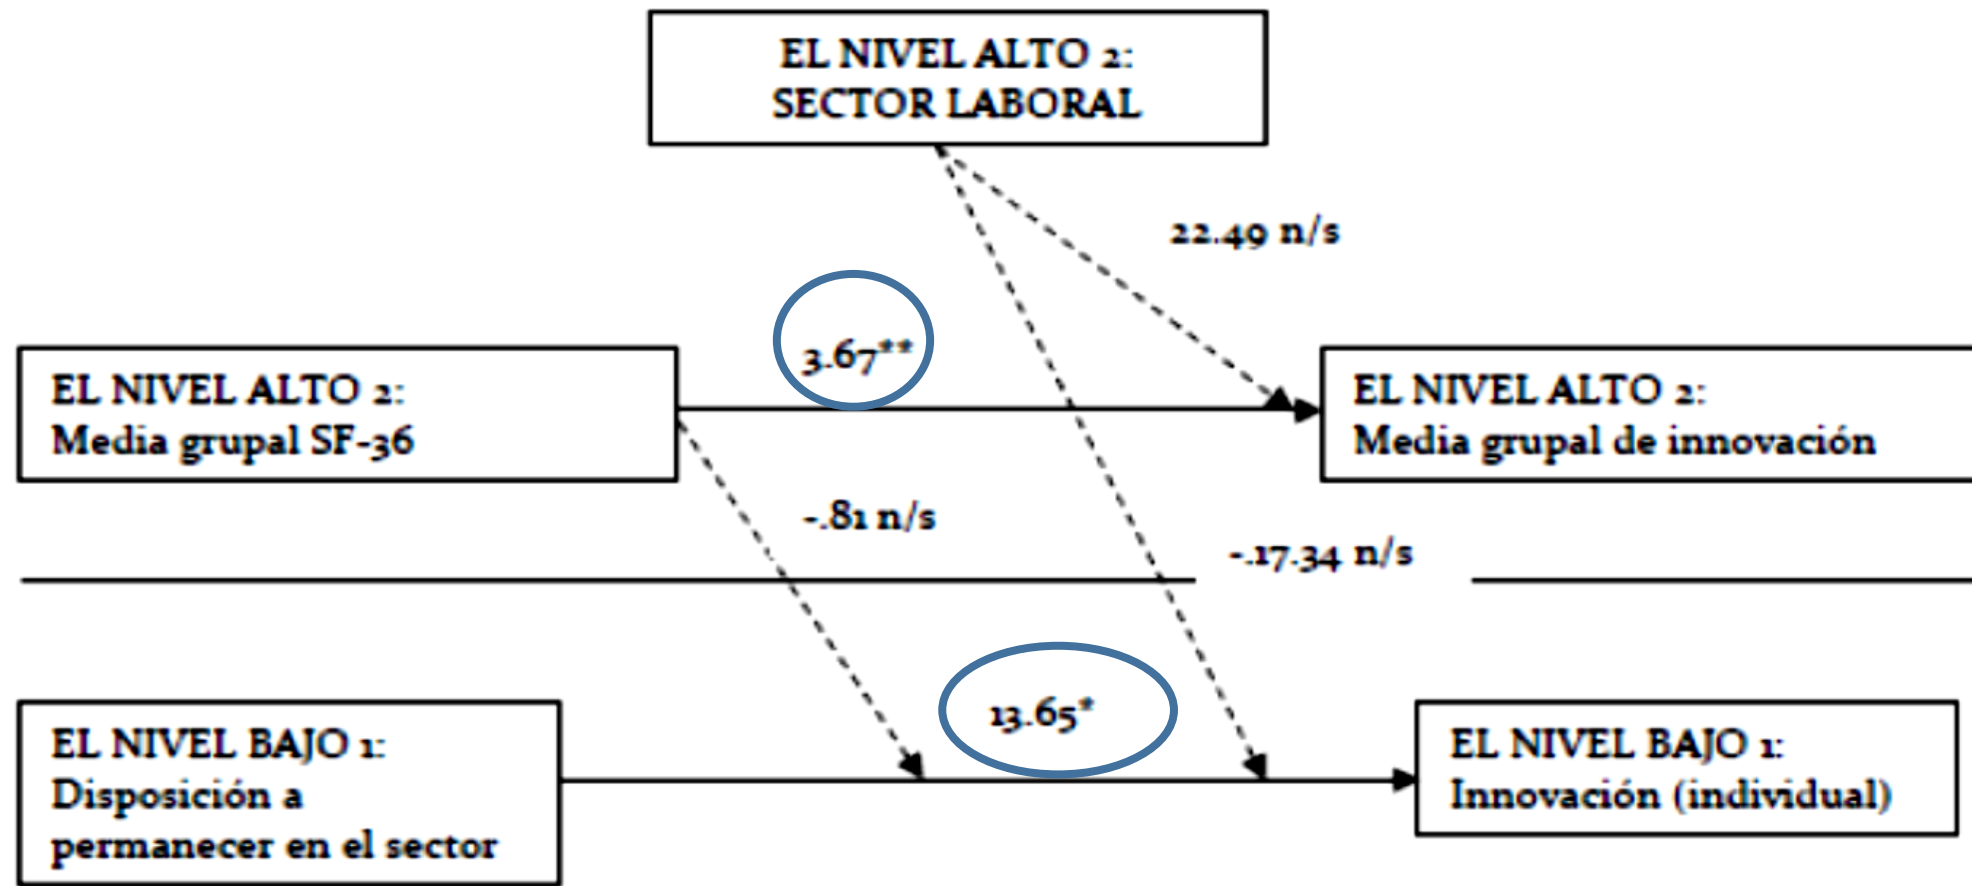 EL NIVEL ALTO 2:
SECTOR LABORAL
22.49 n/s
3.67**
EL NIVEL ALTO 2:
Media grupal SF-36
EL NIVEL ALTO 2:
Media grupal de innovación
-.81 n/s
-.17.34 n/s
13.65*
EL NIVEL BAJO 1:
Disposición a
permanecer en el sector
EL NIVEL BAJO 1:
Innovación (individual)